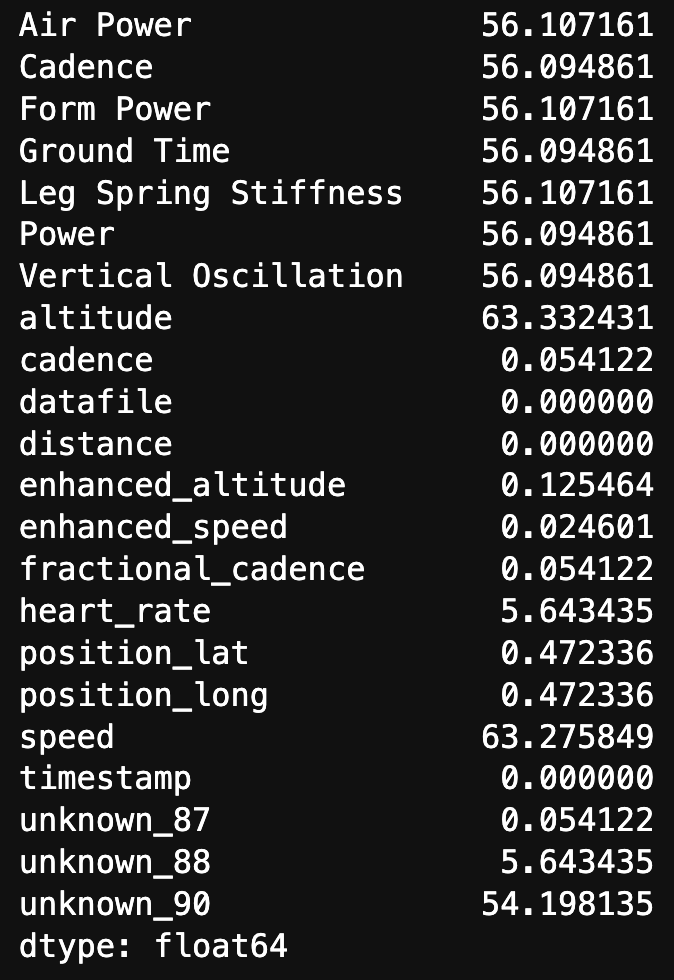 Air Power 56.107161
Cadence 56.094861
Form Power 56.107161
Ground Time 56.094861
Leg Spring Stiffness 56.107161
Power 56.094861
Vertical Oscillation 56.094861
altitude 63.332431
cadence 0.054122
datafile 0.000000
distance 0.000000
enhanced_altitude 0.125464
enhanced_speed 0.024601
fractional_cadence 0.054122
heart_rate 5.643435
position_lat 0.472336
position_long 0.472336
speed 63.275849
timestamp 0.000000
unknown_87 0.054122
unknown_88 5.643435
unknown_90 54.198135
dtype: float64